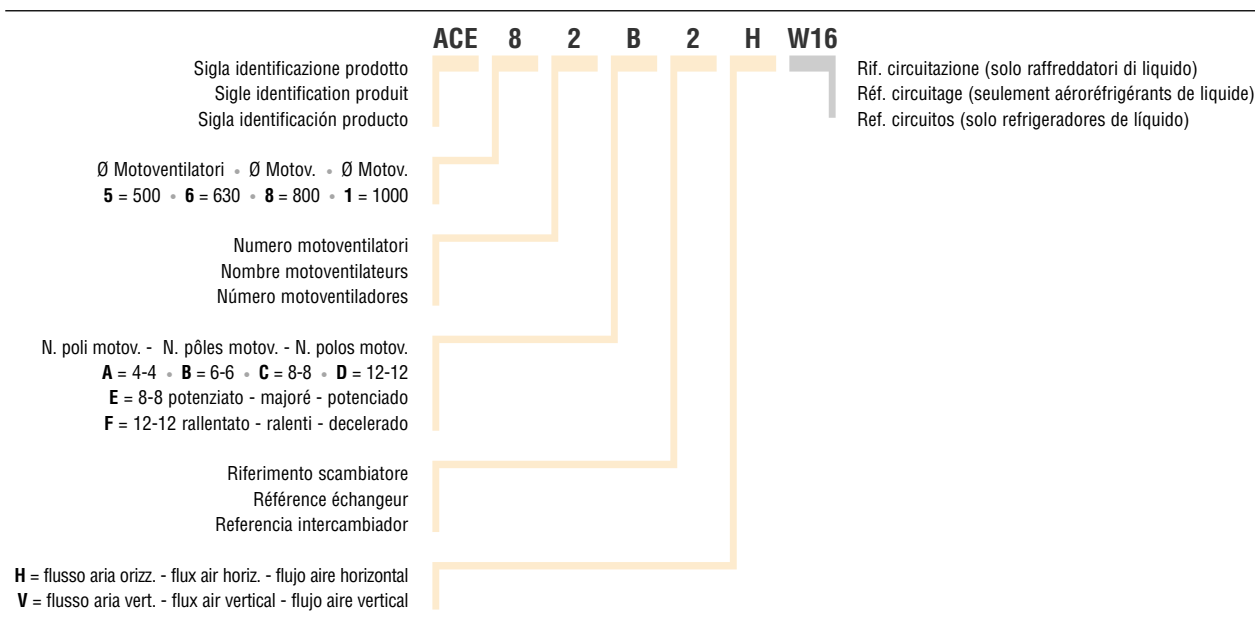 ACE 8 2 B 2 H W16
Sigla identificazione prodotto
Sigle identification produit
Sigla identificación producto
Rif. circuitazione (solo raffreddatori di liquido)
Réf. circuitage (seulement aéroréfrigérants de liquide)
Ref. circuitos (solo refrigeradores de líquido)
Ø Motoventilatori • Ø Motov. • Ø Motov.
5 = 500 • 6 = 630 • 8 = 800 • 1 = 1000
Numero motoventilatori
Nombre motoventilateurs
Número motoventiladores
N. poli motov. - N. pôles motov. - N. polos motov.
A = 4-4 • B = 6-6 • C = 8-8 • D = 12-12
E = 8-8 potenziato - majoré - potenciado
F = 12-12 rallentato - ralenti - decelerado
Riferimento scambiatore
Référence échangeur
Referencia intercambiador
H = flusso aria orizz. - flux air horiz. - flujo aire horizontal
V = flusso aria vert. - flux air vertical - flujo aire vertical